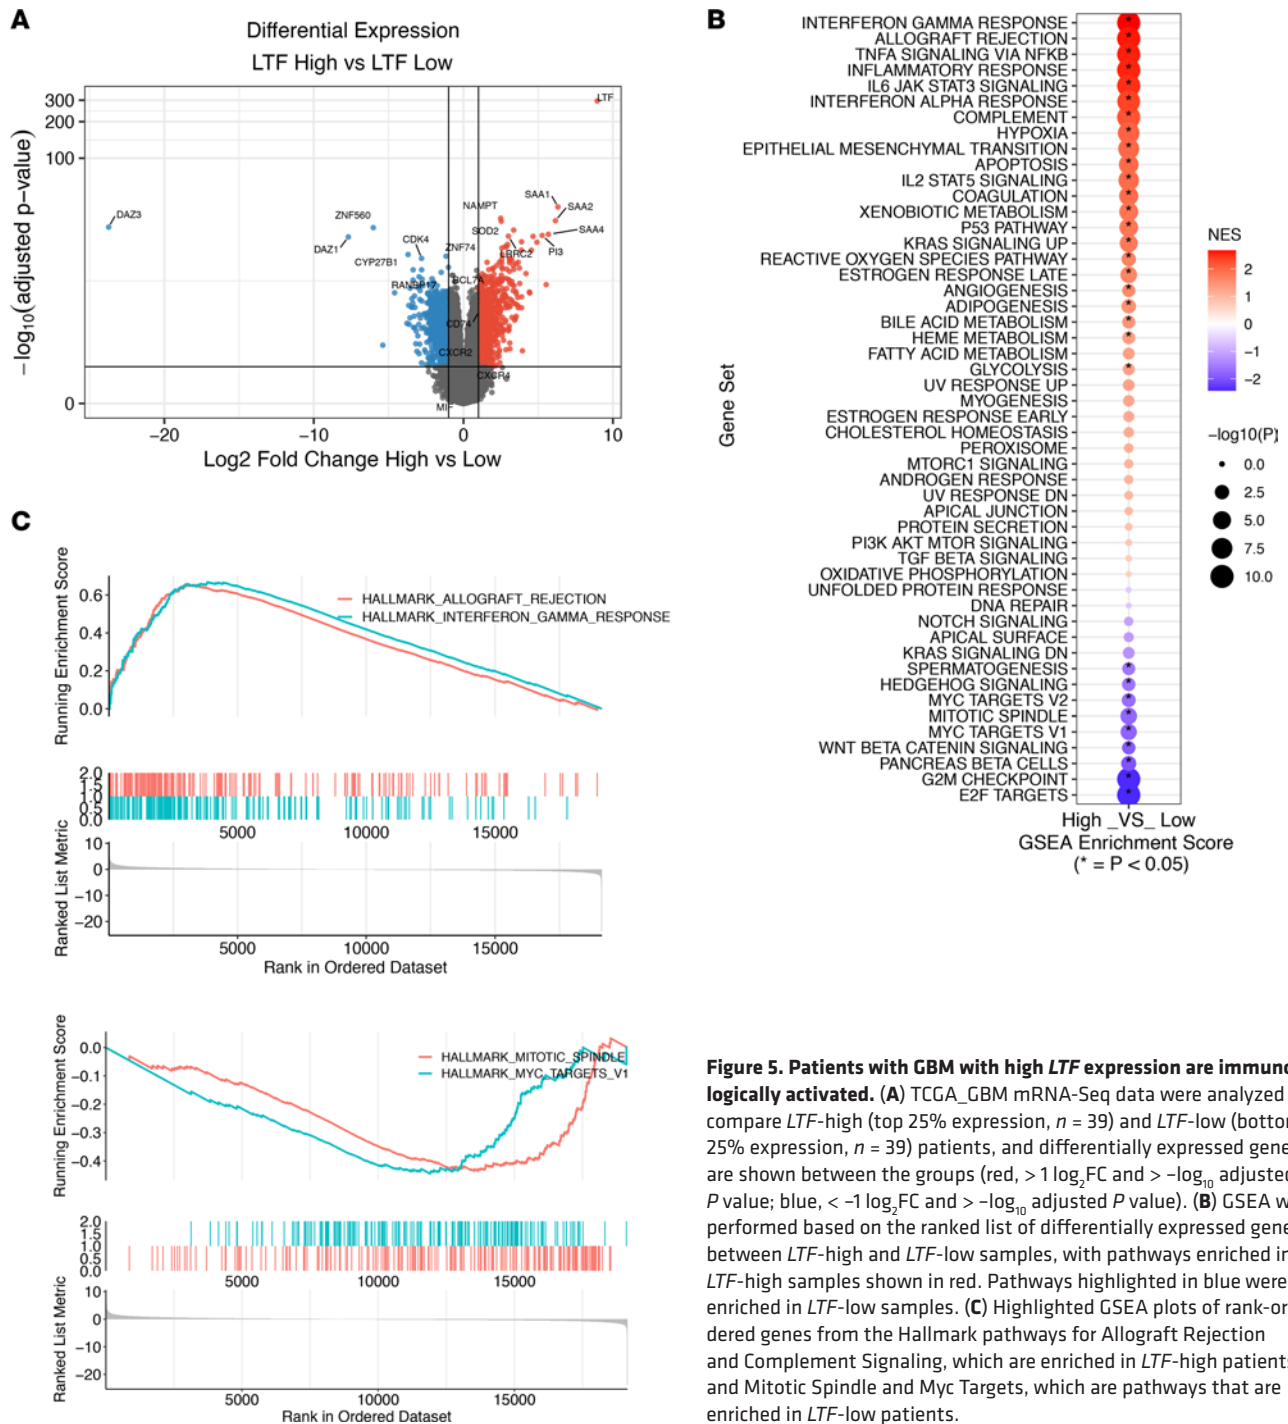 A
Differential Expression
LTF High vs LTF Low
−log10(adjusted p−value)
300
200
100
0
LTF
DAZ3
ZNF560
DAZ1
CDK4
CYP27B1
RANBP17
ZNF74
BCL7A
CD74
CXCR2
MIF
CXCR4
NAMPT
SOD2
LRRC2
SAA1
SAA2
SAA4
PI3
−20
−10
0
10
Log2 Fold Change High vs Low
B
Gene Set
INTERFERON GAMMA RESPONSE
ALLOGRAFT REJECTION
TNFA SIGNALING VIA NFKB
INFLAMMATORY RESPONSE
IL6 JAK STAT3 SIGNALING
INTERFERON ALPHA RESPONSE
COMPLEMENT
HYPOXIA
EPITHELIAL MESENCHYMAL TRANSITION
APOPTOSIS
IL2 STAT5 SIGNALING
COAGULATION
XENOBIOTIC METABOLISM
P53 PATHWAY
KRAS SIGNALING UP
REACTIVE OXYGEN SPECIES PATHWAY
ESTROGEN RESPONSE LATE
ANGIOGENESIS
ADIPOGENESIS
BILE ACID METABOLISM
HEME METABOLISM
FATTY ACID METABOLISM
GLYCOLYSIS
UV RESPONSE UP
MYOGENESIS
ESTROGEN RESPONSE EARLY
CHOLESTEROL HOMEOSTASIS
PEROXISOME
MTORC1 SIGNALING
ANDROGEN RESPONSE
UV RESPONSE DN
APICAL JUNCTION
PROTEIN SECRETION
PI3K AKT MTOR SIGNALING
TGF BETA SIGNALING
OXIDATIVE PHOSPHORYLATION
UNFOLDED PROTEIN RESPONSE
DNA REPAIR
NOTCH SIGNALING
APICAL SURFACE
KRAS SIGNALING DN
SPERMATOGENESIS
HEDGEHOG SIGNALING
MYC TARGETS V2
MITOTIC SPINDLE
MYC TARGETS V1
WNT BETA CATENIN SIGNALING
PANCREAS BETA CELLS
G2M CHECKPOINT
E2F TARGETS
High _VS_ Low
GSEA Enrichment Score
(* = P < 0.05)
NES
2
1
0
−1
−2
−log10(P)
0.0
2.5
5.0
7.5
10.0
C
Running Enrichment Score
0.6
0.4
0.2
0.0
HALLMARK_ALLOGRAFT_REJECTION
HALLMARK_INTERFERON_GAMMA_RESPONSE
2.0
1.5
1.0
0.5
0.0
5000
10000
15000
Ranked List Metric
10
0
−10
−20
5000
10000
15000
Rank in Ordered Dataset
Running Enrichment Score
0.0
−0.1
−0.2
−0.3
−0.4
HALLMARK_MITOTIC_SPINDLE
HALLMARK_MYC_TARGETS_V1
2.0
1.5
1.0
0.5
0.0
5000
10000
15000
Ranked List Metric
10
0
−10
−20
5000
10000
15000
Rank in Ordered Dataset
Figure 5. Patients with GBM with high LTF expression are immuno
logically activated. (A) TCGA_GBM mRNA-Seq data were analyzed
compare LTF-high (top 25% expression, n = 39) and LTF-low (bottom
25% expression, n = 39) patients, and differentially expressed gene
are shown between the groups (red, > 1 log2FC and > –log10 adjusted
P value; blue, < –1 log2FC and > –log10 adjusted P value). (B) GSEA w
performed based on the ranked list of differentially expressed gene
between LTF-high and LTF-low samples, with pathways enriched in
LTF-high samples shown in red. Pathways highlighted in blue were
enriched in LTF-low samples. (C) Highlighted GSEA plots of rank-or
dered genes from the Hallmark pathways for Allograft Rejection
and Complement Signaling, which are enriched in LTF-high patients
and Mitotic Spindle and Myc Targets, which are pathways that are
enriched in LTF-low patients.